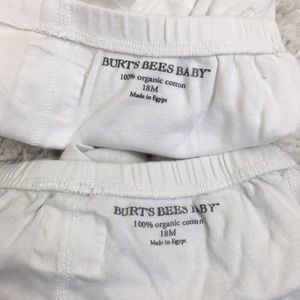 BURT'S BEES BABY™
100% organic cotton
18M
Made in Egypt
BURT'S BEES BABY™
100% organic cotton
18M
Made in Egypt